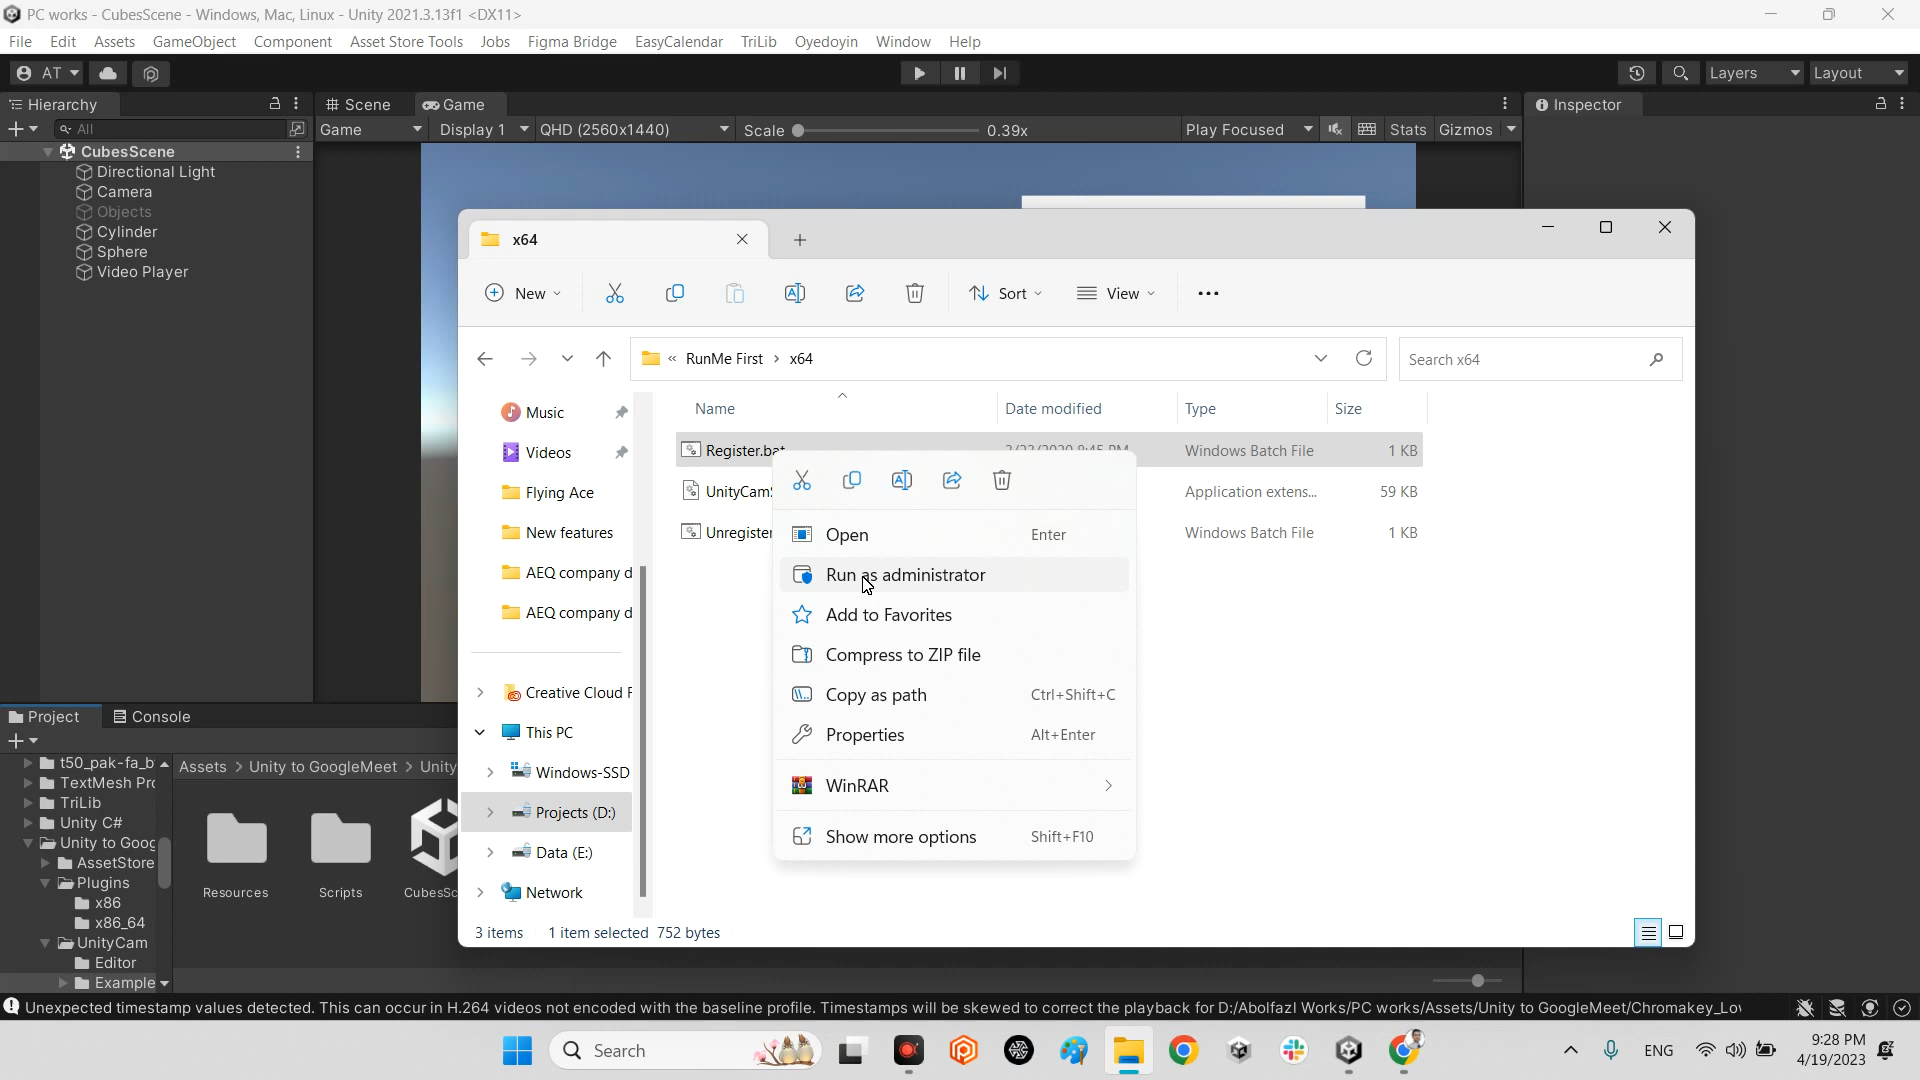 PC works - CubesScene - Windows, Mac, Linux - Unity 2021.3.13f1 <DX11>
File Edit Assets GameObject Component Asset Store Tools Jobs Figma Bridge EasyCalendar TriLib Oyedoyin Window Help
AT Layers Layout
Hierarchy Scene Game Inspector
All Game Display 1 QHD (2560x1440) Scale 0.39x Play Focused Stats Gizmos
CubesScene
Directional Light
Camera
Objects
Cylinder
Sphere
Video Player
x64
New Sort View
RunMe First > x64 Search x64
Name Date modified Type Size
Music
Videos
Flying Ace
New features
AEQ company d
AEQ company d
Creative Cloud F
This PC
Windows-SSD
Projects (D:)
Data (E:)
Network
Register.bat Windows Batch File 1 KB
UnityCam Application extens... 59 KB
Unregister Windows Batch File 1 KB
Open Enter
Run as administrator
Add to Favorites
Compress to ZIP file
Copy as path Ctrl+Shift+C
Properties Alt+Enter
WinRAR
Show more options Shift+F10
3 items 1 item selected 752 bytes
Project Console
t50_pak-fa_b
TextMesh Pro
TriLib
Unity C#
Unity to Goog
AssetStore
Plugins
x86
x86_64
UnityCam
Editor
Example
Assets > Unity to GoogleMeet > Unity
Resources Scripts CubesSc
Unexpected timestamp values detected. This can occur in H.264 videos not encoded with the baseline profile. Timestamps will be skewed to correct the playback for D:/Abolfazl Works/PC works/Assets/Unity to GoogleMeet/Chromakey_Lov
Search ENG 9:28 PM
4/19/2023